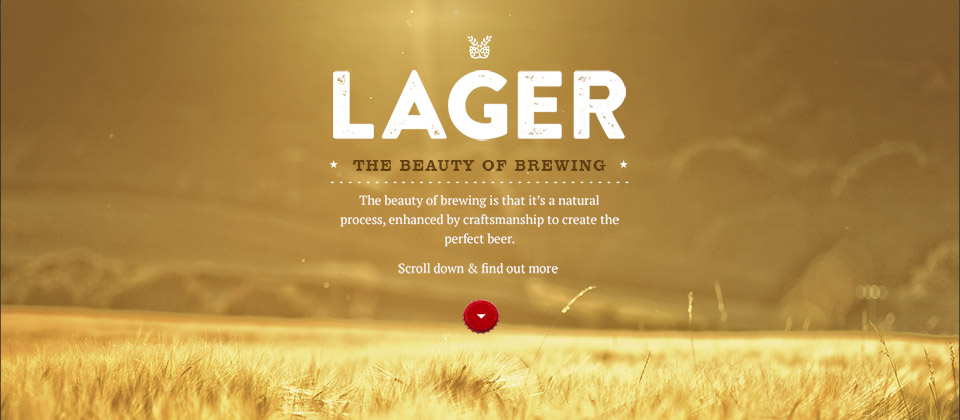 LAGER
THE BEAUTY OF BREWING
The beauty of brewing is that it's a natural
process, enhanced by craftsmanship to create the
perfect beer.
Scroll down & find out more